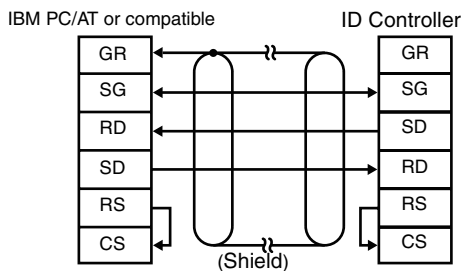 IBM PC/AT or compatible
ID Controller
GR
GR
SG
SG
RD
SD
SD
RD
RS
RS
CS
CS
(Shield)